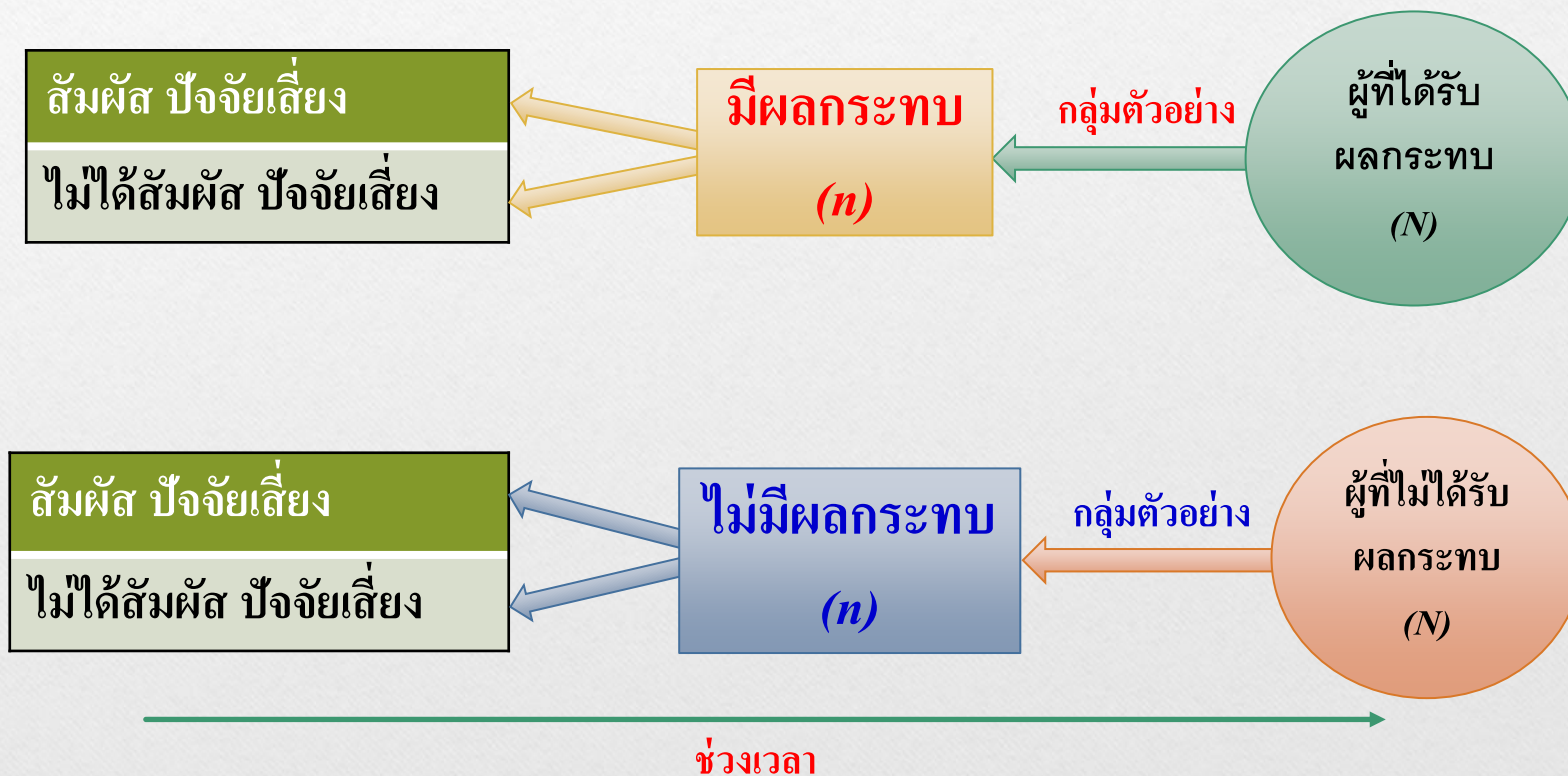 สัมผัส ปัจจัยเสี่ยง
ไม่ได้สัมผัส ปัจจัยเสี่ยง
มีผลกระทบ
(n)
กลุ่มตัวอย่าง
ผู้ที่ได้รับ
ผลกระทบ
(N)
สัมผัส ปัจจัยเสี่ยง
ไม่ได้สัมผัส ปัจจัยเสี่ยง
ไม่มีผลกระทบ
(n)
กลุ่มตัวอย่าง
ผู้ที่ไม่ได้รับ
ผลกระทบ
(N)
ช่วงเวลา